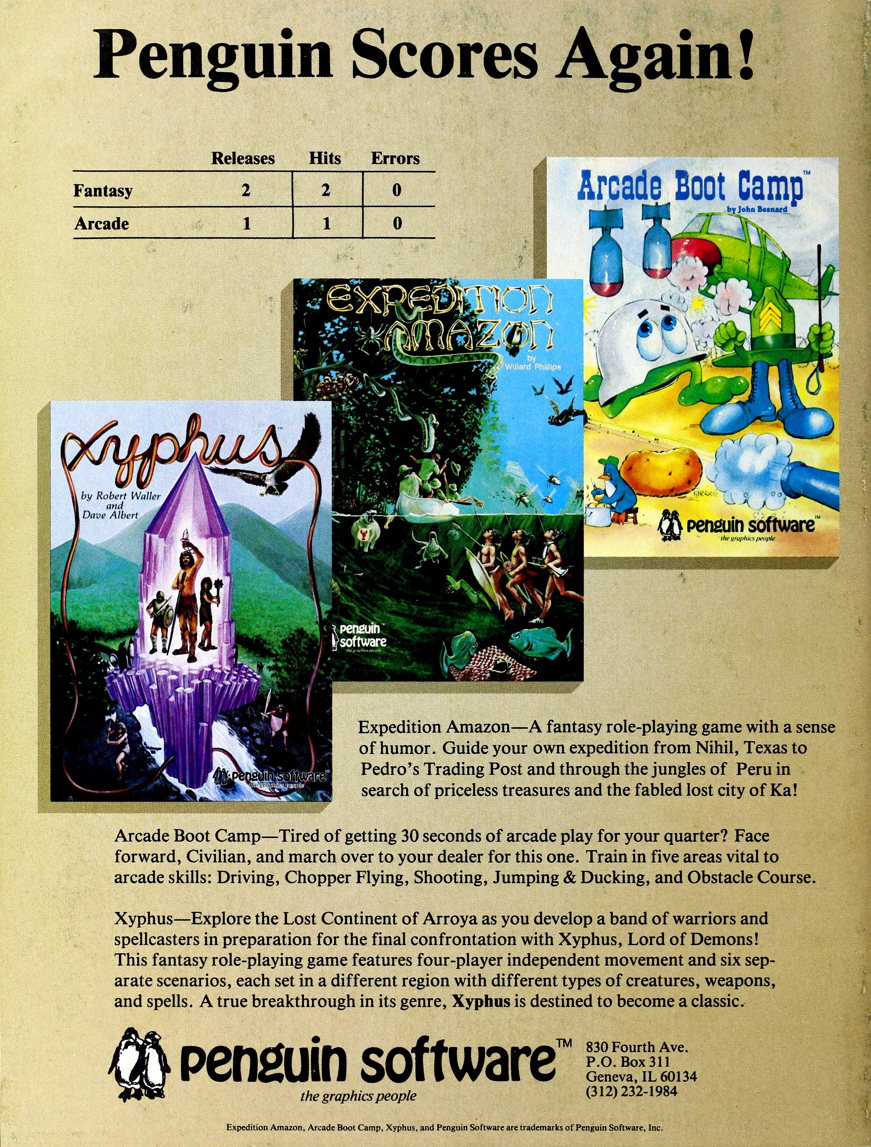 Penguin Scores Again!
Releases Hits Errors
Fantasy 2 2 0
Arcade 1 1 0
Arcade Boot Camp™
by John Besnard
EXPEDITION
AMAZON
by
Willard Phillips
xyphus™
by Robert Waller
and
Dave Albert
penguin software™
the graphics people
penguin™
software
the graphics people
penguin software™
the graphics people
Expedition Amazon—A fantasy role-playing game with a sense
of humor. Guide your own expedition from Nihil, Texas to
Pedro's Trading Post and through the jungles of Peru in
search of priceless treasures and the fabled lost city of Ka!
Arcade Boot Camp—Tired of getting 30 seconds of arcade play for your quarter? Face
forward, Civilian, and march over to your dealer for this one. Train in five areas vital to
arcade skills: Driving, Chopper Flying, Shooting, Jumping & Ducking, and Obstacle Course.
Xyphus—Explore the Lost Continent of Arroya as you develop a band of warriors and
spellcasters in preparation for the final confrontation with Xyphus, Lord of Demons!
This fantasy role-playing game features four-player independent movement and six sep-
arate scenarios, each set in a different region with different types of creatures, weapons,
and spells. A true breakthrough in its genre, Xyphus is destined to become a classic.
penguin software™
the graphics people
830 Fourth Ave.
P.O. Box 311
Geneva, IL 60134
(312) 232-1984
Expedition Amazon, Arcade Boot Camp, Xyphus, and Penguin Software are trademarks of Penguin Software, Inc.